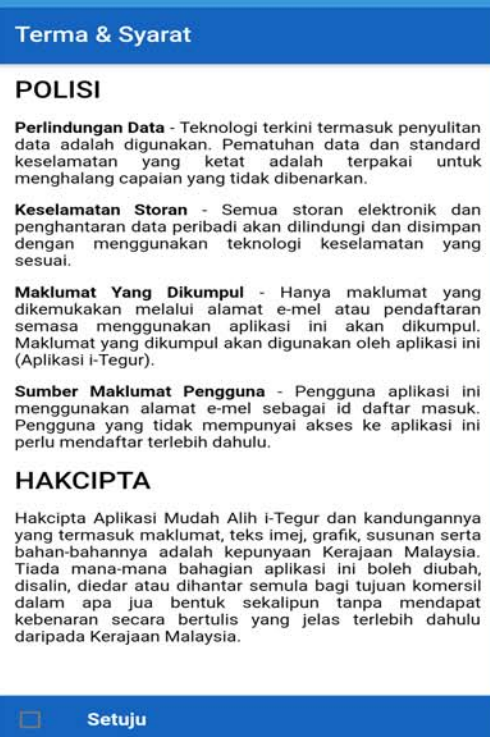 Terma & Syarat
POLISI
Perlindungan Data - Teknologi terkini termasuk penyulitan
data adalah digunakan. Pematuhan data dan standard
keselamatan yang ketat adalah terpakai untuk
menghalang capaian yang tidak dibenarkan.
Keselamatan Storan - Semua storan elektronik dan
penghantaran data peribadi akan dilindungi dan disimpan
dengan menggunakan teknologi keselamatan yang
sesuai.
Maklumat Yang Dikumpul - Hanya maklumat yang
dikemukakan melalui alamat e-mel atau pendaftaran
semasa menggunakan aplikasi ini akan dikumpul.
Maklumat yang dikumpul akan digunakan oleh aplikasi ini
(Aplikasi i-Tegur).
Sumber Maklumat Pengguna - Pengguna aplikasi ini
menggunakan alamat e-mel sebagai id daftar masuk.
Pengguna yang tidak mempunyai akses ke aplikasi ini
perlu mendaftar terlebih dahulu.
HAKCIPTA
Hakcipta Aplikasi Mudah Alih i-Tegur dan kandungannya
yang termasuk maklumat, teks imej, grafik, susunan serta
bahan-bahannya adalah kepunyaan Kerajaan Malaysia.
Tiada mana-mana bahagian aplikasi ini boleh diubah,
disalin, diedar atau dihantar semula bagi tujuan komersil
dalam apa jua bentuk sekalipun tanpa mendapat
kebenaran secara bertulis yang jelas terlebih dahulu
daripada Kerajaan Malaysia.
Setuju